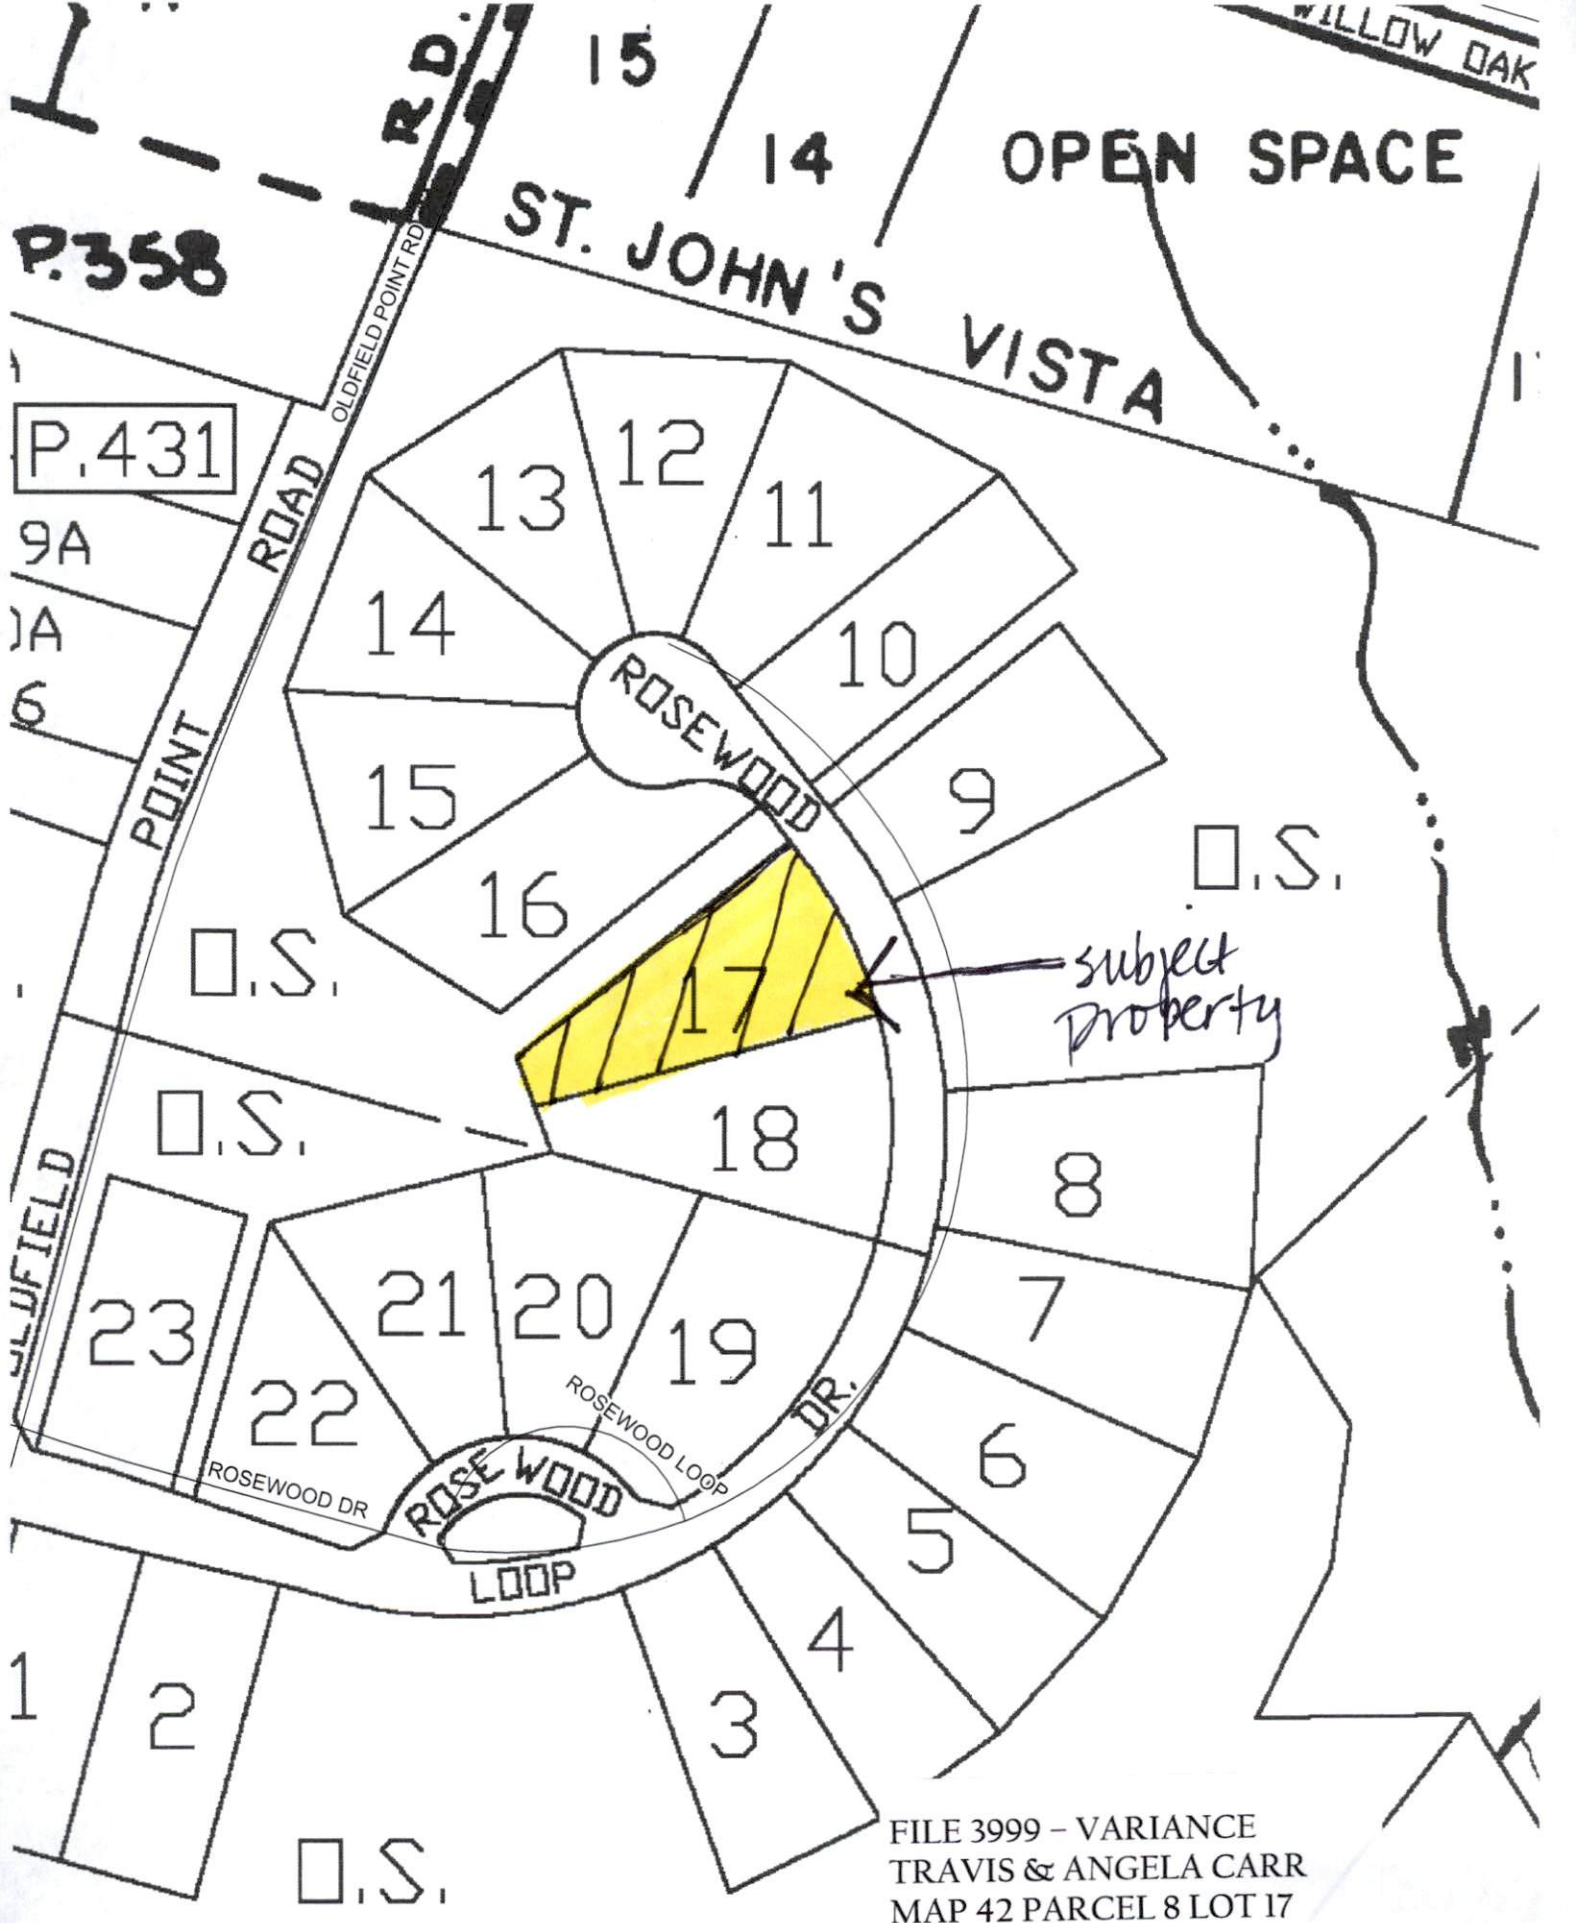 RD.
15
14
WILLOW OAK
OPEN SPACE
ST. JOHN'S VISTA
P.358
OLDFIELD POINT RD
P.431
ROAD
9A
6
POINT
13
12
11
14
10
ROSEWOOD
15
9
16
O.S.
O.S.
17
subject
property
O.S.
18
8
OLDFIELD
23
21
20
19
7
22
ROSEWOOD LOOP
DR.
6
ROSEWOOD DR
ROSE WOOD
LOOP
5
4
1
2
3
O.S.
FILE 3999 – VARIANCE
TRAVIS & ANGELA CARR
MAP 42 PARCEL 8 LOT 17